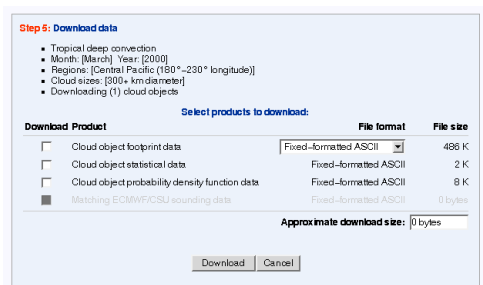 Step 5: Download data
Tropical deep convection
Month: [March] Year: [2000]
Regions: [Central Pacific (180°–230° longitude)]
Cloud sizes: [300+ km diameter]
Downloading (1) cloud objects
Select products to download:
Download Product File format File size
Cloud object footprint data Fixed–formatted ASCII 486 K
Cloud object statistical data Fixed–formatted ASCII 2 K
Cloud object probability density function data Fixed–formatted ASCII 8 K
Matching ECMWF/CSU sounding data Fixed–formatted ASCII 0 bytes
Approximate download size: 0 bytes
Download Cancel